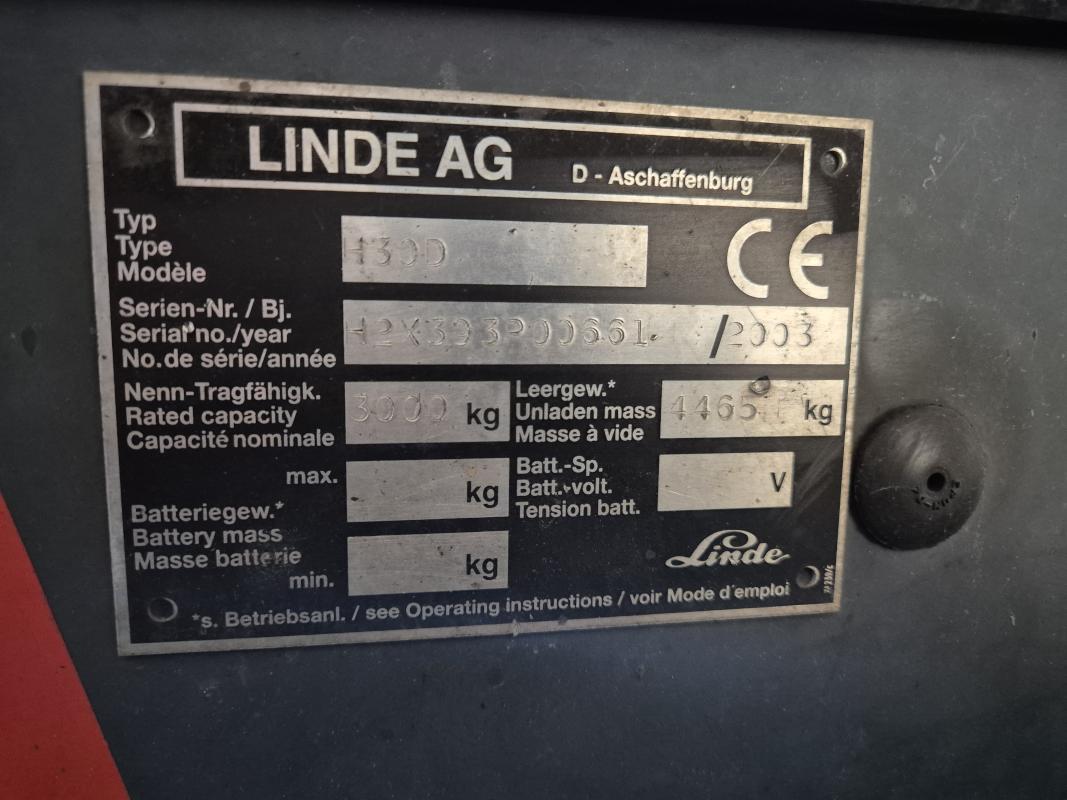 LINDE AG D - Aschaffenburg
Typ
Type
Modèle
H30D
CE
Serien-Nr. / Bj.
Serial no./year
No. de série/année
H2X393P00661 /2003
Nenn-Tragfähigk.
Rated capacity
Capacité nominale
3000 kg
Leergew.*
Unladen mass
Masse à vide
4465 kg
max.
kg
Batt.-Sp.
Batt.-volt.
Tension batt.
V
Batteriegew.*
Battery mass
Masse batterie
min.
kg
Linde
*s. Betriebsanl. / see Operating instructions / voir Mode d'emploi